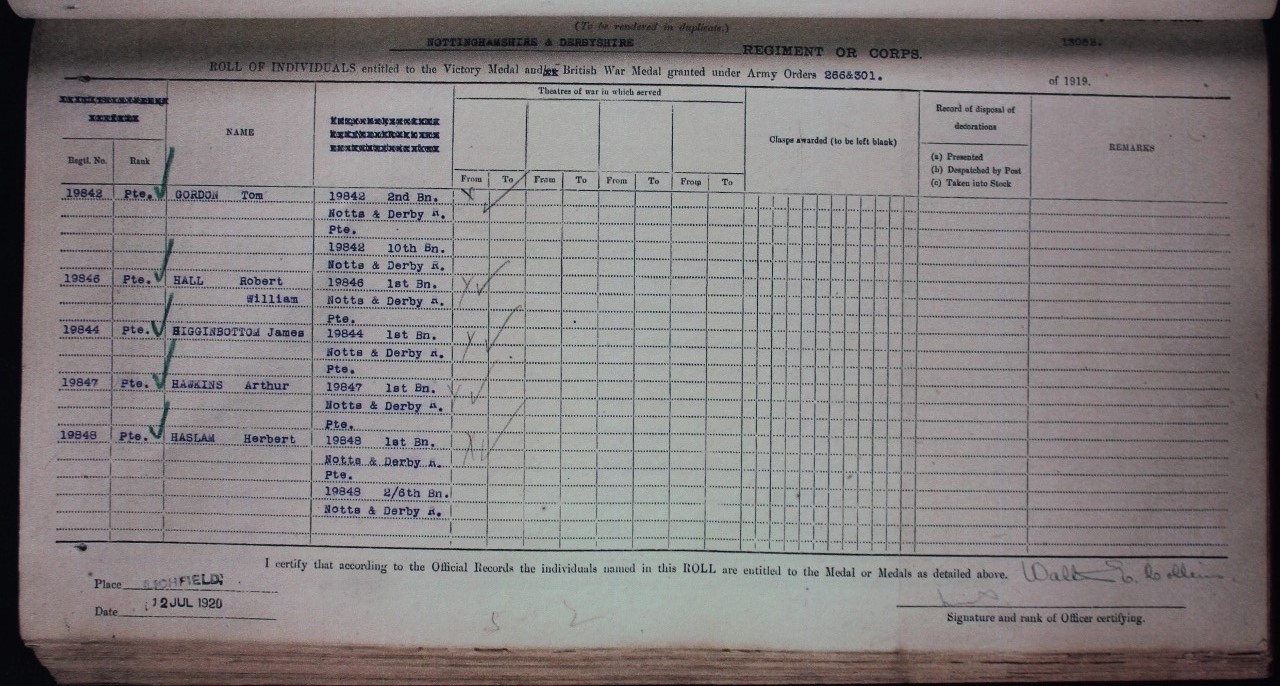 (To be rendered in duplicate.)
NOTTINGHAMSHIRE & DERBYSHIRE REGIMENT OR CORPS.
ROLL OF INDIVIDUALS entitled to the Victory Medal and/or British War Medal granted under Army Orders 266&301. of 1919.
Theatres of war in which served
NAME
Clasps awarded (to be left blank)
Record of disposal of decorations
(a) Presented
(b) Despatched by Post
(c) Taken into Stock
REMARKS
Regtl. No. Rank From To From To From To From To
19842 Pte. GORDON Tom 19842 2nd Bn.
Notts & Derby R.
Pte.
19842 10th Bn.
Notts & Derby R.
19846 Pte. HALL Robert 19846 1st Bn.
William Notts & Derby R.
Pte.
19844 Pte. HIGGINBOTTOM James 19844 1st Bn.
Notts & Derby R.
Pte.
19847 Pte. HAWKINS Arthur 19847 1st Bn.
Notts & Derby R.
Pte.
19848 Pte. HASLAM Herbert 19848 1st Bn.
Notts & Derby R.
Pte.
19848 2/6th Bn.
Notts & Derby R.
I certify that according to the Official Records the individuals named in this ROLL are entitled to the Medal or Medals as detailed above.
Place LICHFIELD.
Date 12 JUL 1920
Signature and rank of Officer certifying.